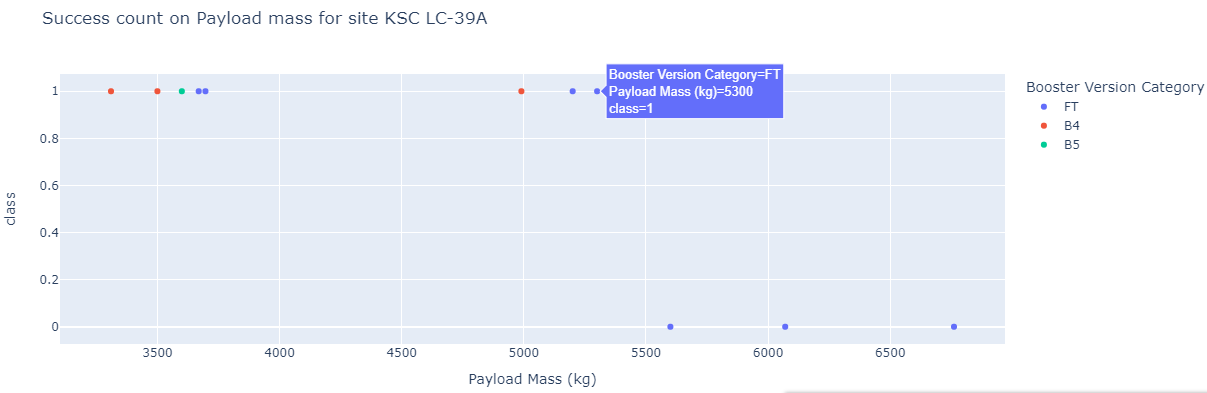 Success count on Payload mass for site KSC LC-39A
Booster Version Category=FT
Payload Mass (kg)=5300
class=1
Booster Version Category
FT
B4
B5
1
0.8
0.6
0.4
0.2
0
class
3500 4000 4500 5000 5500 6000 6500
Payload Mass (kg)